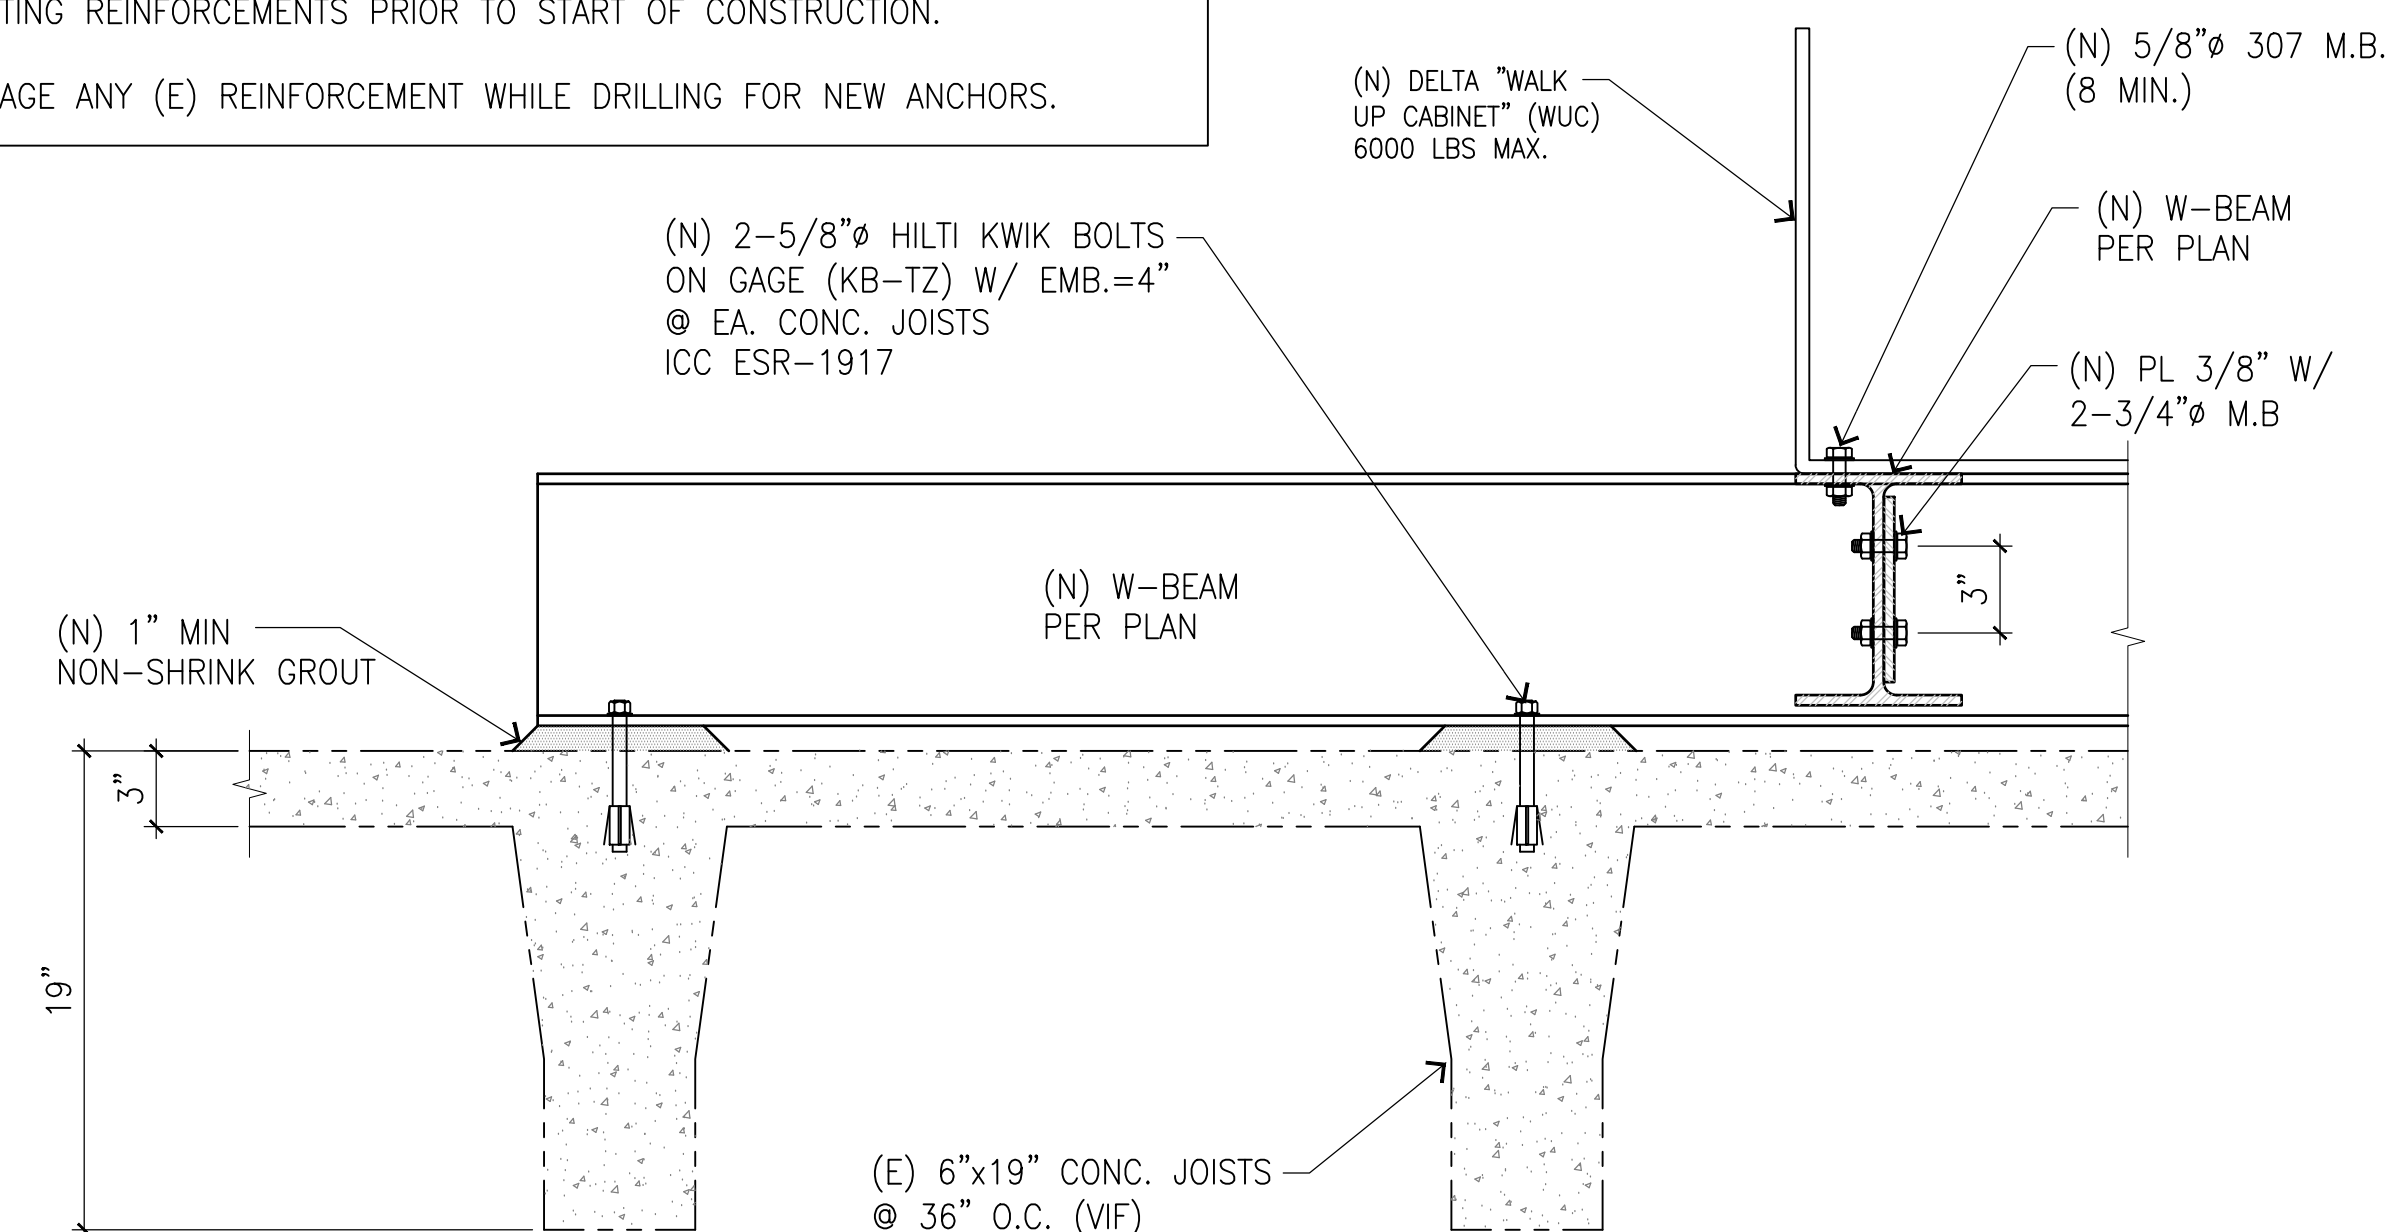 TING REINFORCEMENTS PRIOR TO START OF CONSTRUCTION.
AGE ANY (E) REINFORCEMENT WHILE DRILLING FOR NEW ANCHORS.
(N) DELTA "WALK
UP CABINET" (WUC)
6000 LBS MAX.
(N) 5/8"ø 307 M.B.
(8 MIN.)
(N) 2-5/8"ø HILTI KWIK BOLTS
ON GAGE (KB-TZ) W/ EMB.=4"
@ EA. CONC. JOISTS
ICC ESR-1917
(N) W-BEAM
PER PLAN
(N) PL 3/8" W/
2-3/4"ø M.B
(N) W-BEAM
PER PLAN
3"
(N) 1" MIN
NON-SHRINK GROUT
3"
19"
(E) 6"x19" CONC. JOISTS
@ 36" O.C. (VIF)